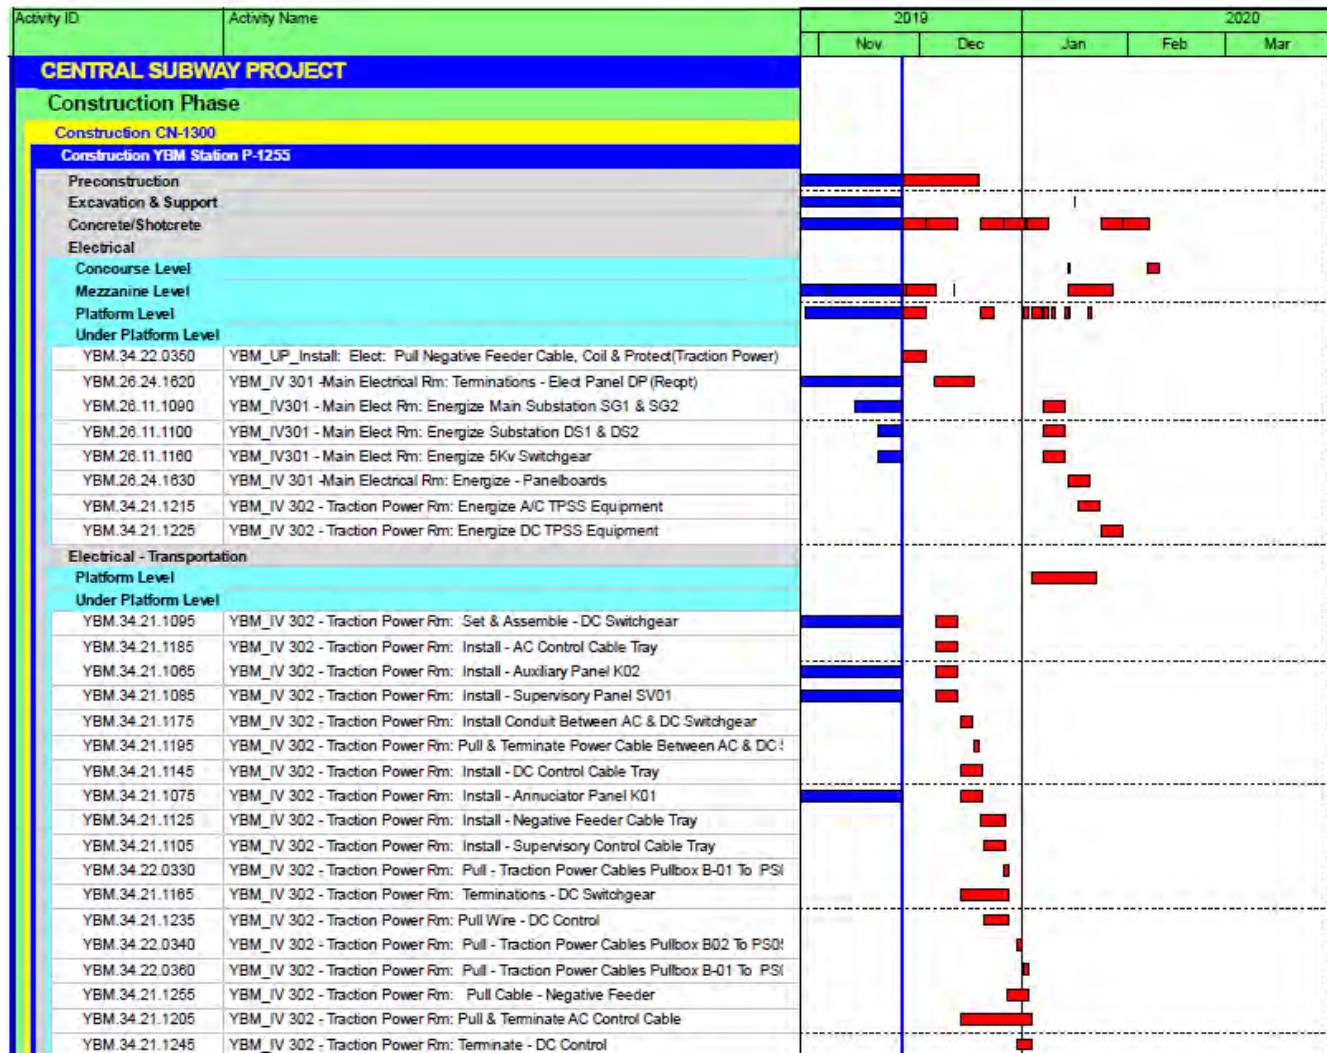 Activity ID Activity Name 2019 2020
Nov Dec Jan Feb Mar
CENTRAL SUBWAY PROJECT
Construction Phase
Construction CN-1300
Construction YBM Station P-1255
Preconstruction
Excavation & Support
Concrete/Shotcrete
Electrical
Concourse Level
Mezzanine Level
Platform Level
Under Platform Level
YBM.34.22.0350 YBM_UP_Install: Elect: Pull Negative Feeder Cable, Coil & Protect(Traction Power)
YBM.26.24.1620 YBM_IV 301 -Main Electrical Rm: Terminations - Elect Panel DP (Recpt)
YBM.26.11.1090 YBM_IV301 - Main Elect Rm: Energize Main Substation SG1 & SG2
YBM.26.11.1100 YBM_IV301 - Main Elect Rm: Energize Substation DS1 & DS2
YBM.26.11.1160 YBM_IV301 - Main Elect Rm: Energize 5Kv Switchgear
YBM.26.24.1630 YBM_IV 301 -Main Electrical Rm: Energize - Panelboards
YBM.34.21.1215 YBM_IV 302 - Traction Power Rm: Energize A/C TPSS Equipment
YBM.34.21.1225 YBM_IV 302 - Traction Power Rm: Energize DC TPSS Equipment
Electrical - Transportation
Platform Level
Under Platform Level
YBM.34.21.1095 YBM_IV 302 - Traction Power Rm: Set & Assemble - DC Switchgear
YBM.34.21.1185 YBM_IV 302 - Traction Power Rm: Install - AC Control Cable Tray
YBM.34.21.1065 YBM_IV 302 - Traction Power Rm: Install - Auxiliary Panel K02
YBM.34.21.1085 YBM_IV 302 - Traction Power Rm: Install - Supervisory Panel SV01
YBM.34.21.1175 YBM_IV 302 - Traction Power Rm: Install Conduit Between AC & DC Switchgear
YBM.34.21.1195 YBM_IV 302 - Traction Power Rm: Pull & Terminate Power Cable Between AC & DC
YBM.34.21.1145 YBM_IV 302 - Traction Power Rm: Install - DC Control Cable Tray
YBM.34.21.1075 YBM_IV 302 - Traction Power Rm: Install - Annuciator Panel K01
YBM.34.21.1125 YBM_IV 302 - Traction Power Rm: Install - Negative Feeder Cable Tray
YBM.34.21.1105 YBM_IV 302 - Traction Power Rm: Install - Supervisory Control Cable Tray
YBM.34.22.0330 YBM_IV 302 - Traction Power Rm: Pull - Traction Power Cables Pullbox B-01 To
YBM.34.21.1165 YBM_IV 302 - Traction Power Rm: Terminations - DC Switchgear
YBM.34.21.1235 YBM_IV 302 - Traction Power Rm: Pull Wire - DC Control
YBM.34.22.0340 YBM_IV 302 - Traction Power Rm: Pull - Traction Power Cables Pullbox B02 To
YBM.34.22.0360 YBM_IV 302 - Traction Power Rm: Pull - Traction Power Cables Pullbox B-01 To
YBM.34.21.1255 YBM_IV 302 - Traction Power Rm: Pull Cable - Negative Feeder
YBM.34.21.1205 YBM_IV 302 - Traction Power Rm: Pull & Terminate AC Control Cable
YBM.34.21.1245 YBM_IV 302 - Traction Power Rm: Terminate - DC Control